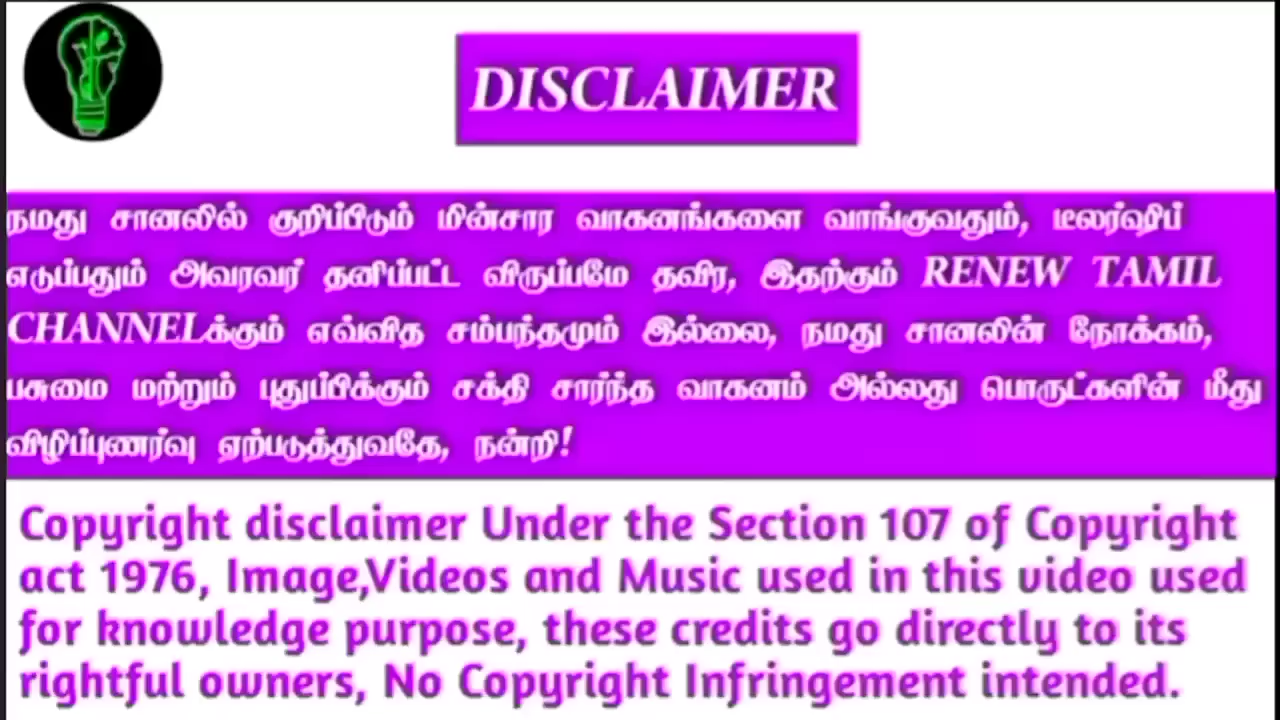 DISCLAIMER
நமது சானலில் குறிப்பிடும் மின்சார வாகனங்களை வாங்குவதும், டீலர்ஷிப்
எடுப்பதும் அவரவர் தனிப்பட்ட விருப்பமே தவிர, இதற்கும் RENEW TAMIL
CHANNELக்கும் எவ்வித சம்பந்தமும் இல்லை, நமது சானலின் நோக்கம்,
பசுமை மற்றும் புதுப்பிக்கும் சக்தி சார்ந்த வாகனம் அல்லது பொருட்களின் மீது
விழிப்புணர்வு ஏற்படுத்துவதே, நன்றி!
Copyright disclaimer Under the Section 107 of Copyright
act 1976, Image,Videos and Music used in this video used
for knowledge purpose, these credits go directly to its
rightful owners, No Copyright Infringement intended.